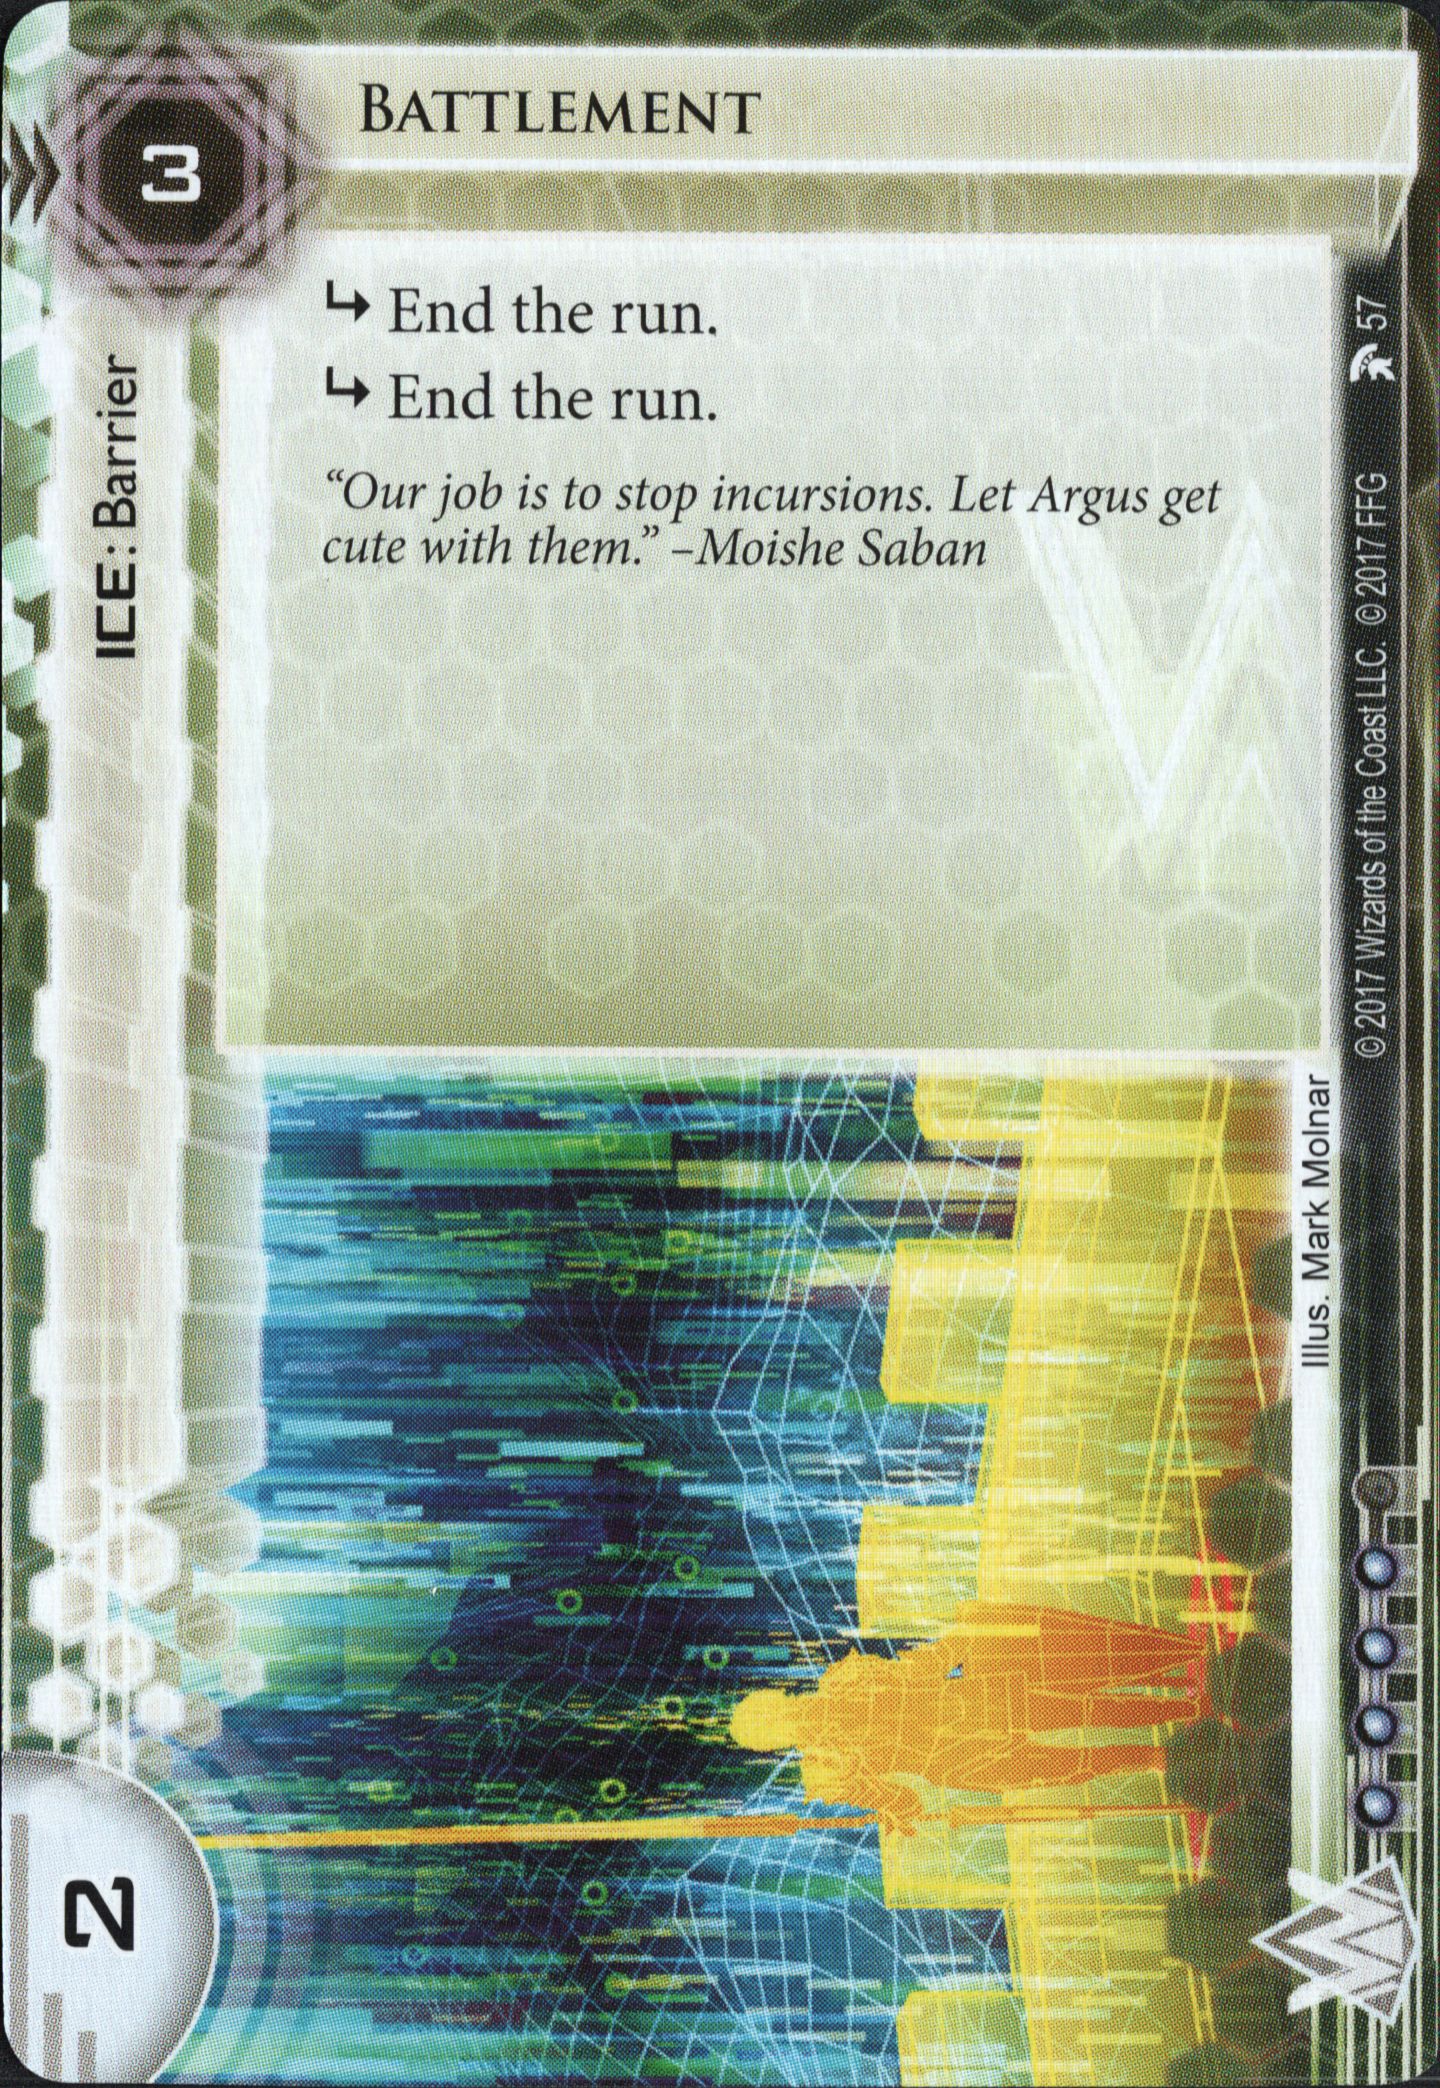 3
BATTLEMENT
ICE: Barrier
↳ End the run.
↳ End the run.
“Our job is to stop incursions. Let Argus get
cute with them.” –Moishe Saban
2
Illus. Mark Molnar
© 2017 Wizards of the Coast LLC. © 2017 FFG 57